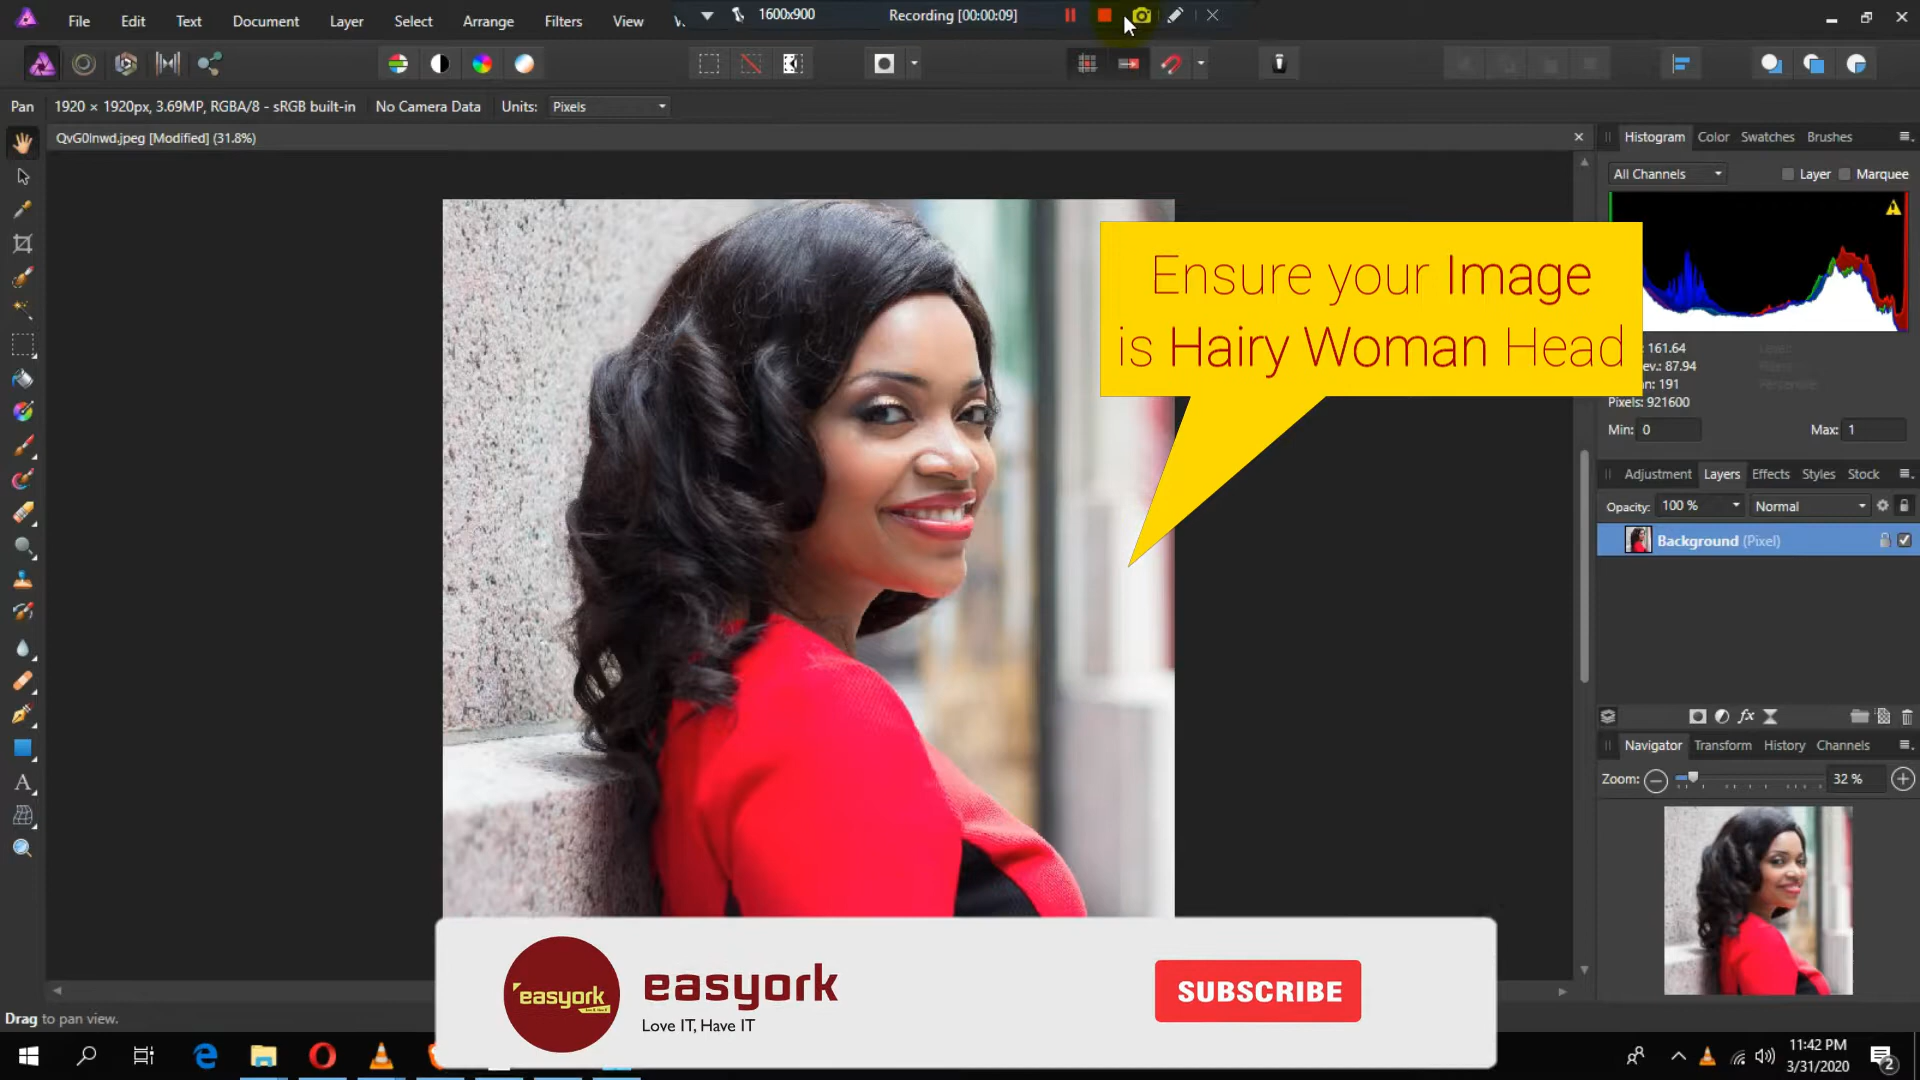 File Edit Text Document Layer Select Arrange Filters View
1600x900 Recording [00:00:09]
Pan 1920 × 1920px, 3.69MP, RGBA/8 - sRGB built-in No Camera Data Units: Pixels
QvG0lnwd.jpeg [Modified] (31.8%)
Histogram Color Swatches Brushes
All Channels Layer Marquee
Ensure your Image
is Hairy Woman Head
161.64
87.94
191
Pixels: 921600
Min: 0 Max: 1
Adjustment Layers Effects Styles Stock
Opacity: 100 % Normal
Background (Pixel)
fx
Navigator Transform History Channels
Zoom: 32 %
easyork
easyork
Love IT, Have IT
SUBSCRIBE
Drag to pan view.
11:42 PM
3/31/2020
2